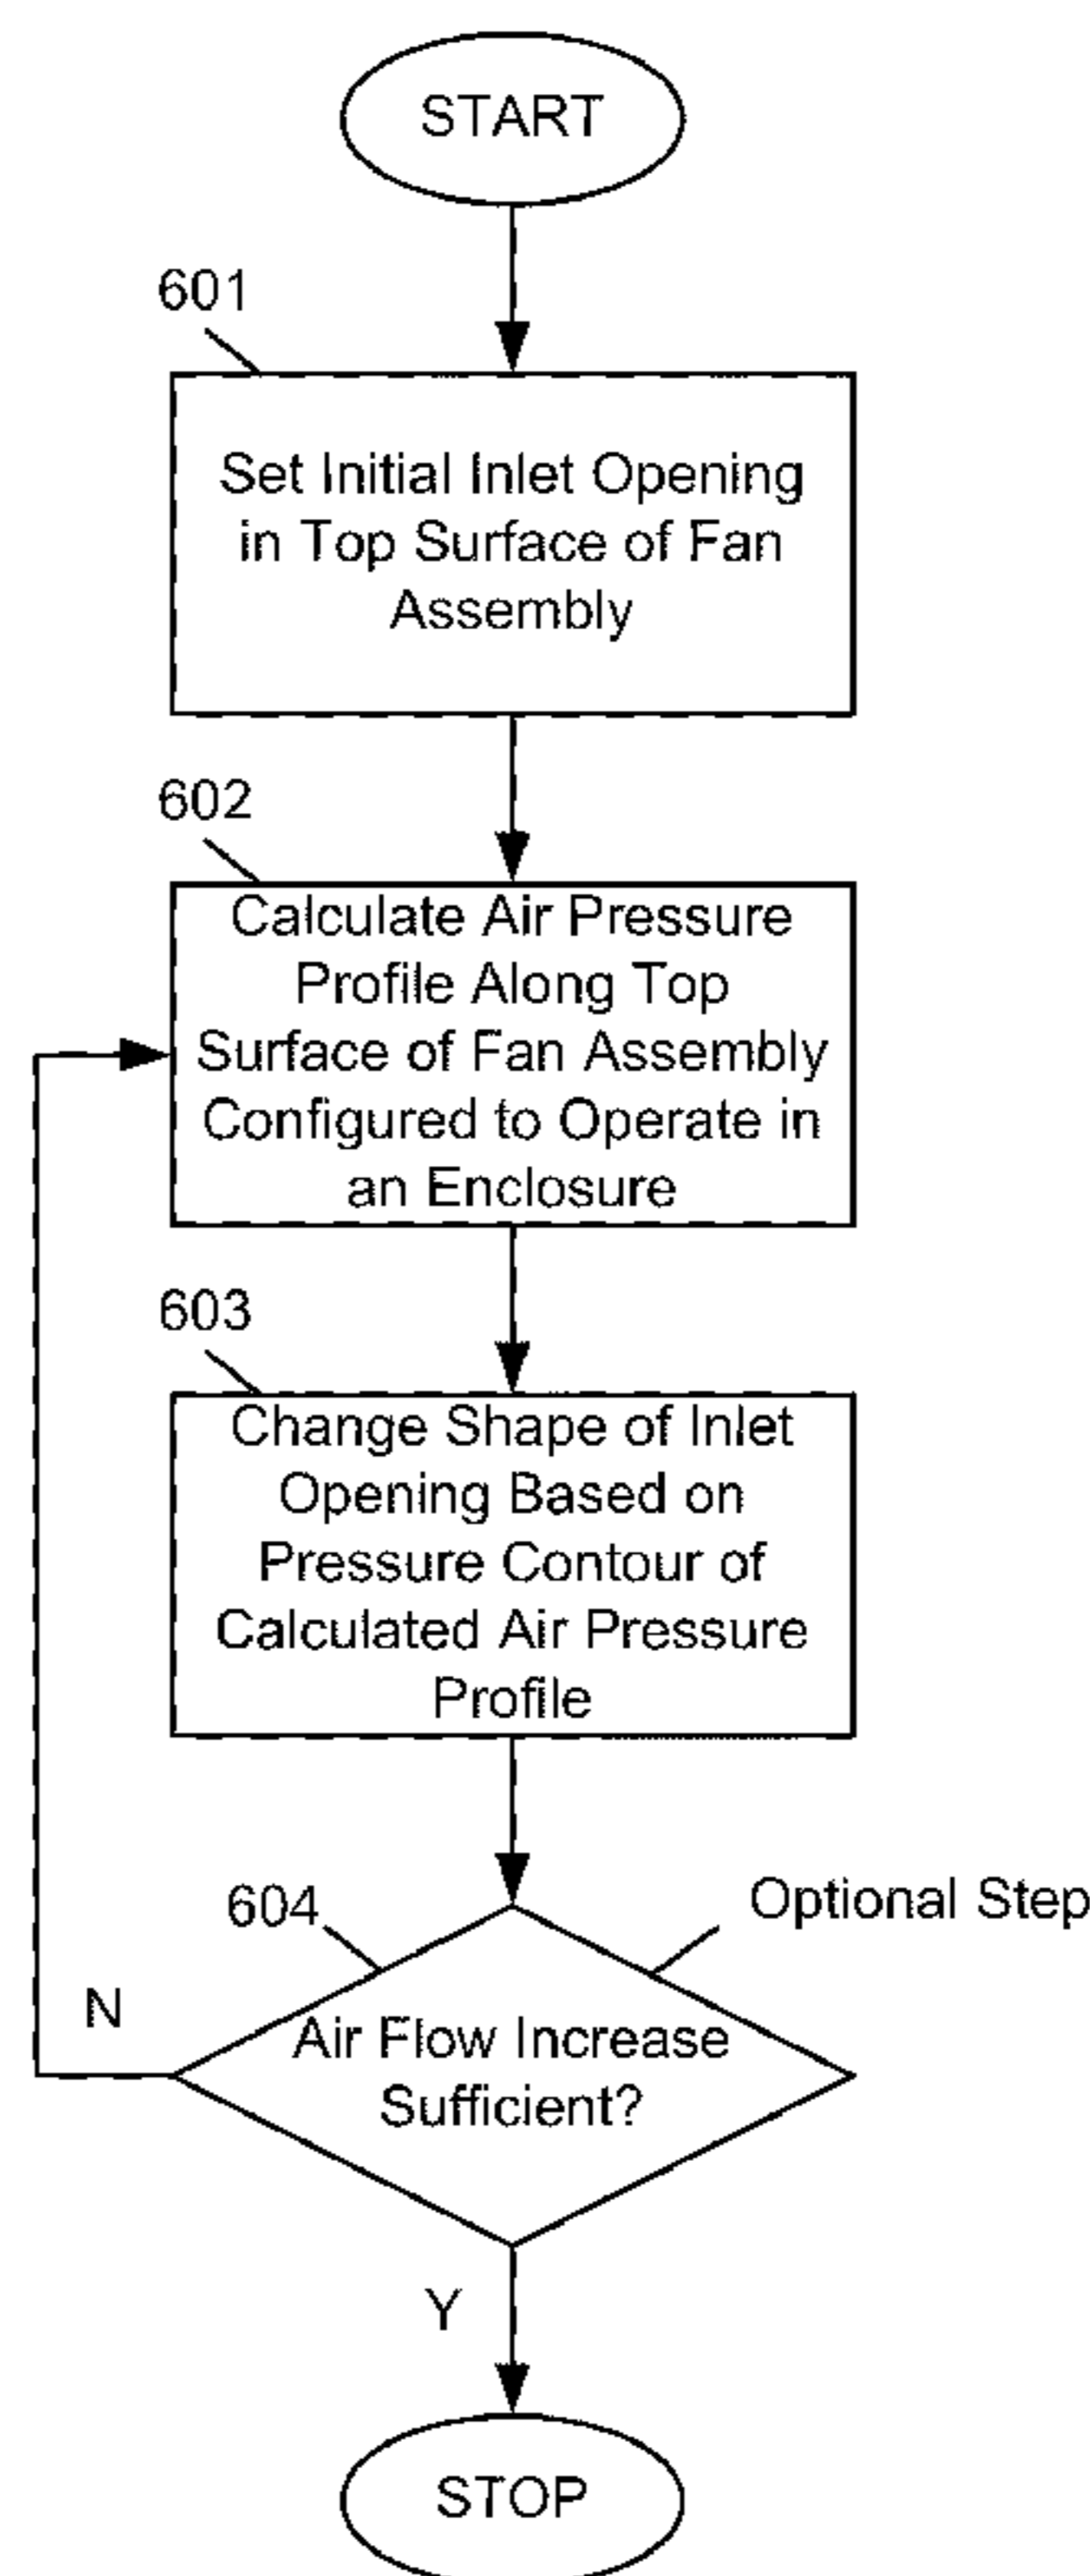 START
601
Set Initial Inlet Opening
in Top Surface of Fan
Assembly
602
Calculate Air Pressure
Profile Along Top
Surface of Fan Assembly
Configured to Operate in
an Enclosure
603
Change Shape of Inlet
Opening Based on
Pressure Contour of
Calculated Air Pressure
Profile
604
Optional Step
N
Air Flow Increase
Sufficient?
Y
STOP